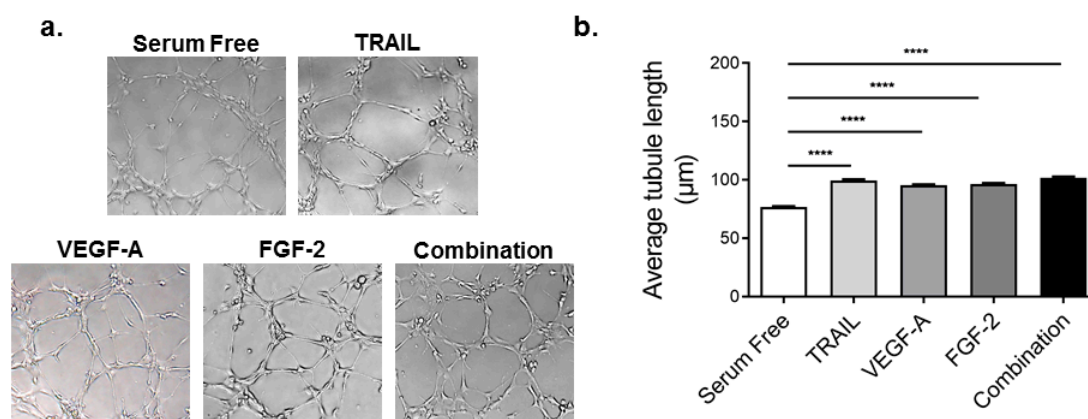 a.
Serum Free
TRAIL
VEGF-A
FGF-2
Combination
b.
Average tubule length
(μm)
200
150
100
50
0
****
****
****
****
Serum Free
TRAIL
VEGF-A
FGF-2
Combination